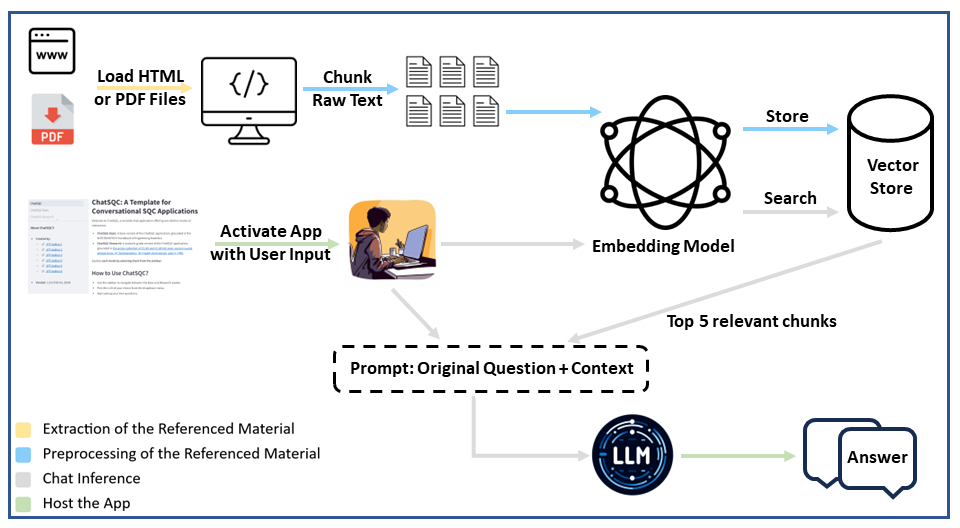 www
PDF
Load HTML
or PDF Files
</>
Chunk
Raw Text
Store
Search
Vector
Store
Embedding Model
ChatSQC: A Template for
Conversational SQC Applications
How to Use ChatSQC?
Activate App
with User Input
Top 5 relevant chunks
Prompt: Original Question + Context
LLM
Answer
Extraction of the Referenced Material
Preprocessing of the Referenced Material
Chat Inference
Host the App